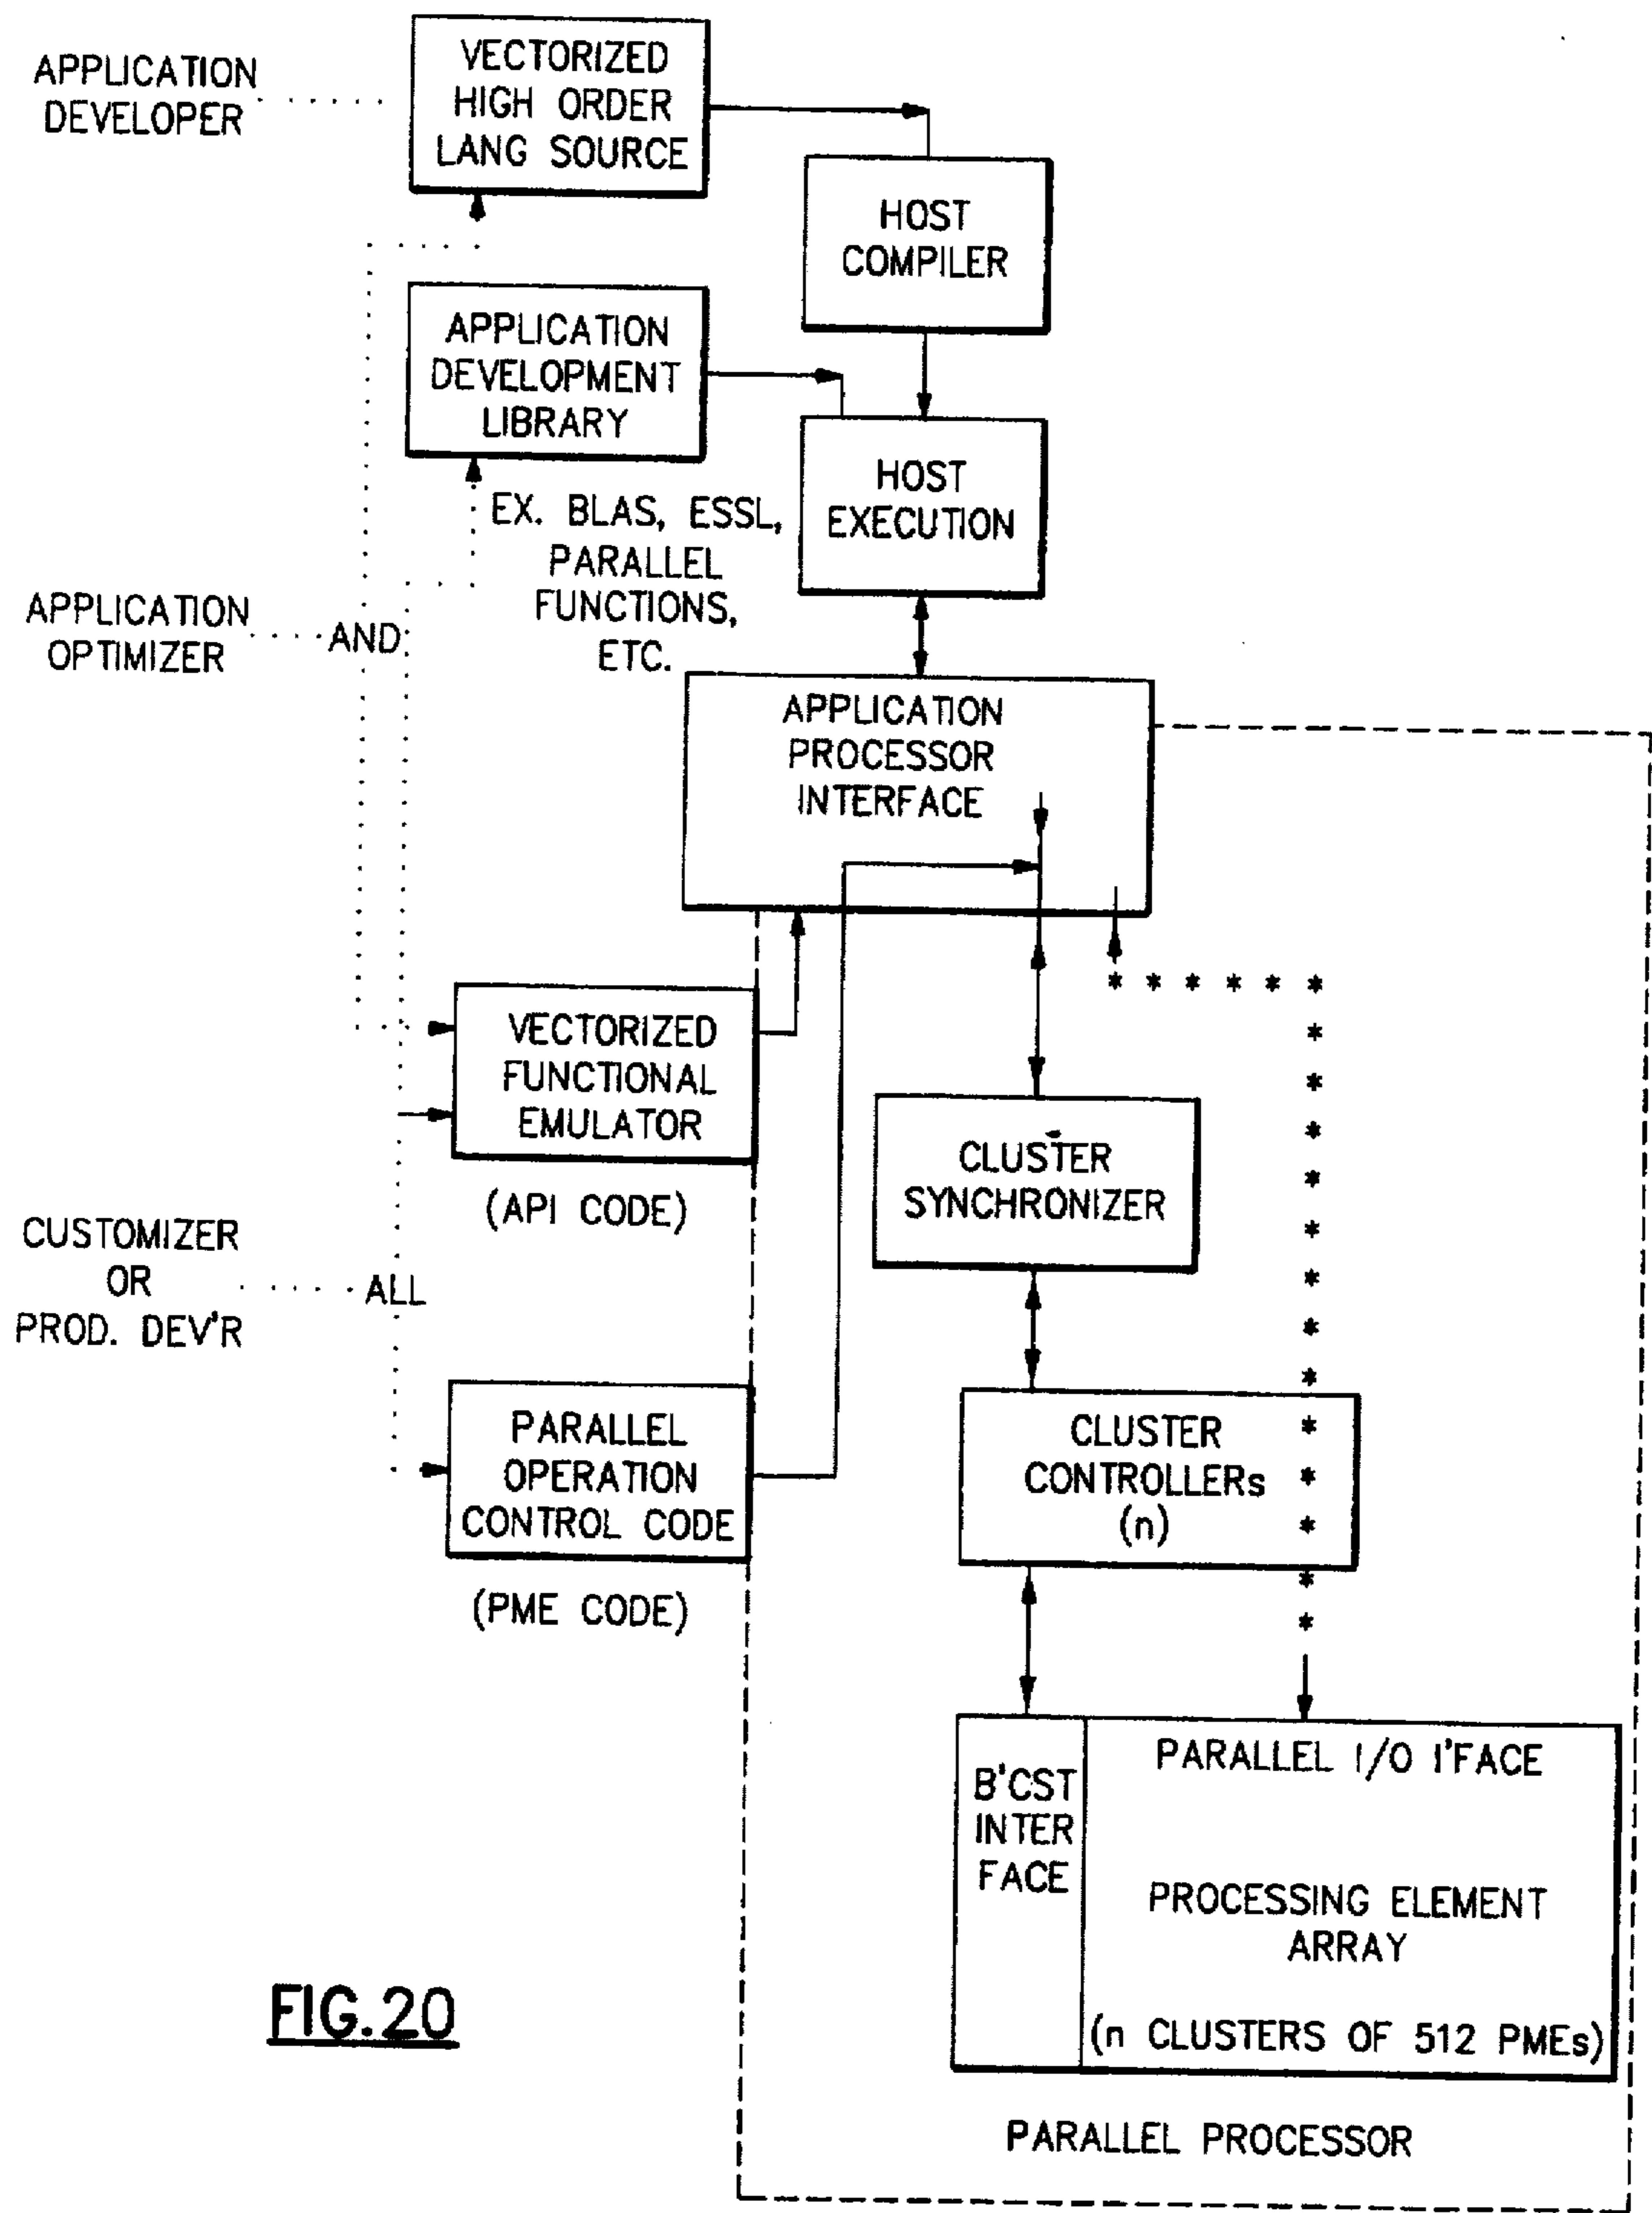 APPLICATION
DEVELOPER
VECTORIZED
HIGH ORDER
LANG SOURCE
HOST
COMPILER
APPLICATION
DEVELOPMENT
LIBRARY
HOST
EXECUTION
EX. BLAS, ESSL,
PARALLEL
FUNCTIONS,
ETC.
APPLICATION
OPTIMIZER
AND
APPLICATION
PROCESSOR
INTERFACE
VECTORIZED
FUNCTIONAL
EMULATOR
(API CODE)
CLUSTER
SYNCHRONIZER
CUSTOMIZER
OR
PROD. DEV'R
ALL
PARALLEL
OPERATION
CONTROL CODE
(PME CODE)
CLUSTER
CONTROLLERs
(n)
B'CST
INTER
FACE
PARALLEL I/O I'FACE
PROCESSING ELEMENT
ARRAY
(n CLUSTERS OF 512 PMEs)
PARALLEL PROCESSOR
FIG.20